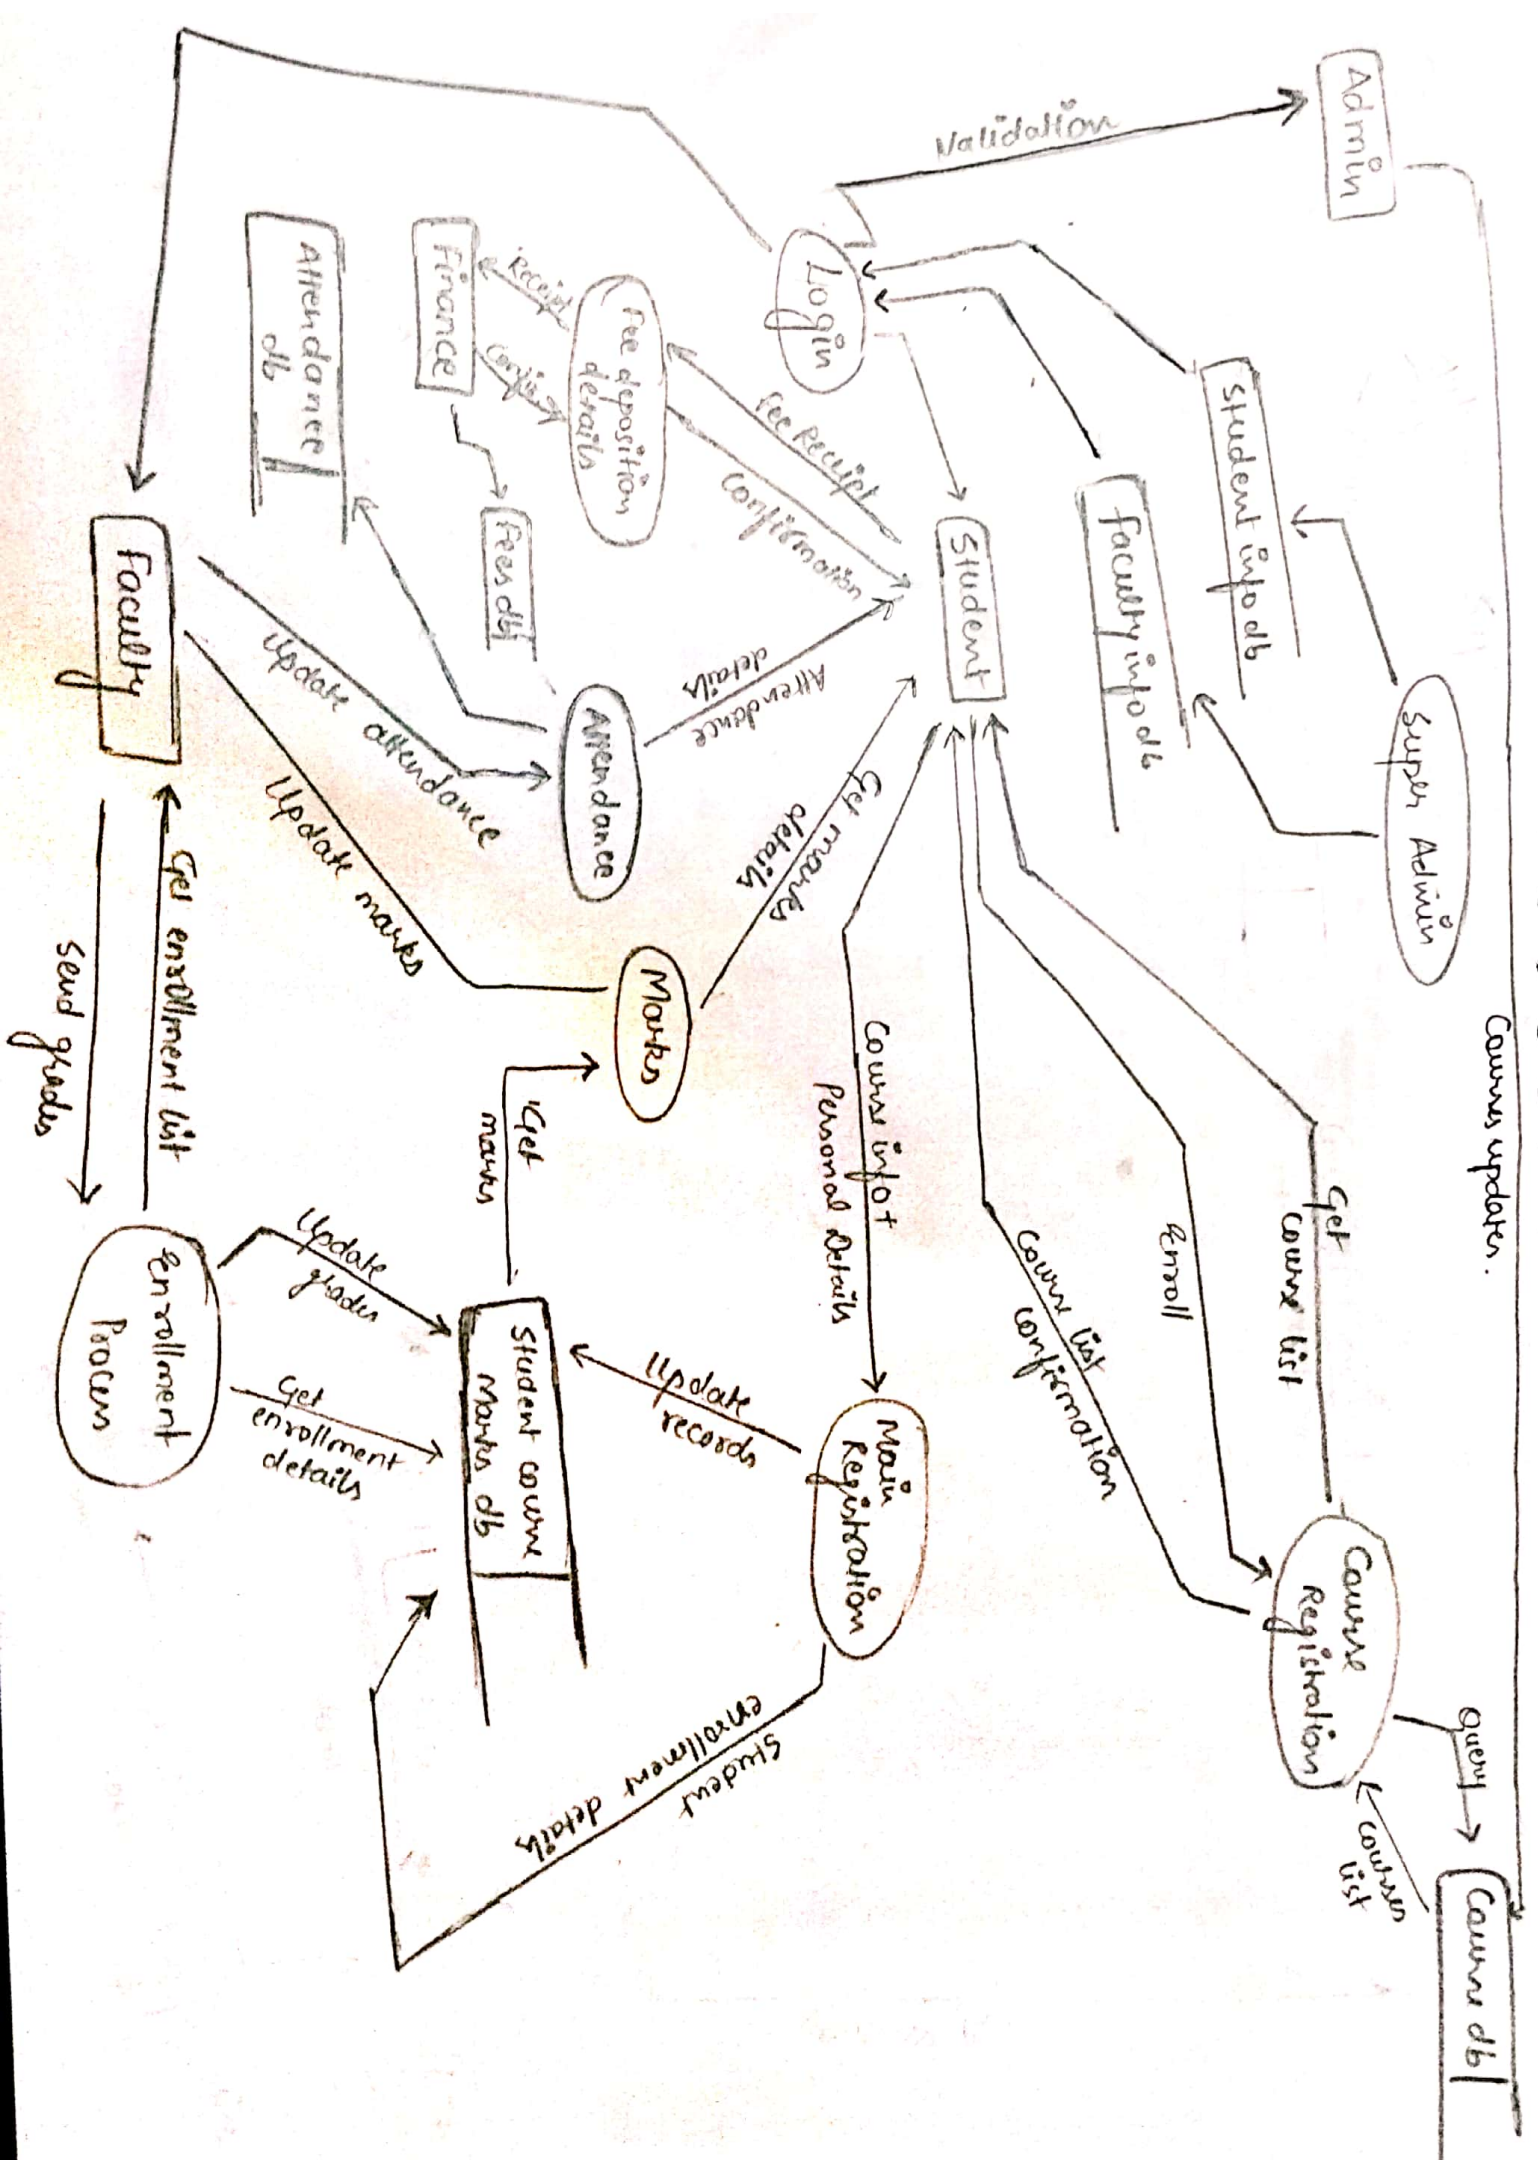 Courses updates.
Admin
Validation
Super Admin
Student info db
Faculty info db
Login
Student
Get
course list
Enroll
Course list
confirmation
Course
Registration
Query
courses
list
Course db
Fee Receipt
Confirmation
Fee deposition
details
Receipt
Confirm
Finance
Fees db
Attendance
db
Attendance
details
Attendance
Get marks
details
Course info +
Personal Details
Main
Registration
Marks
Get
marks
Update
records
Student course
Marks db
Student
enrollment details
Update attendance
Update marks
Faculty
Get enrollment list
Send grades
Update
grades
Get
enrollment
details
Enrollment
Process